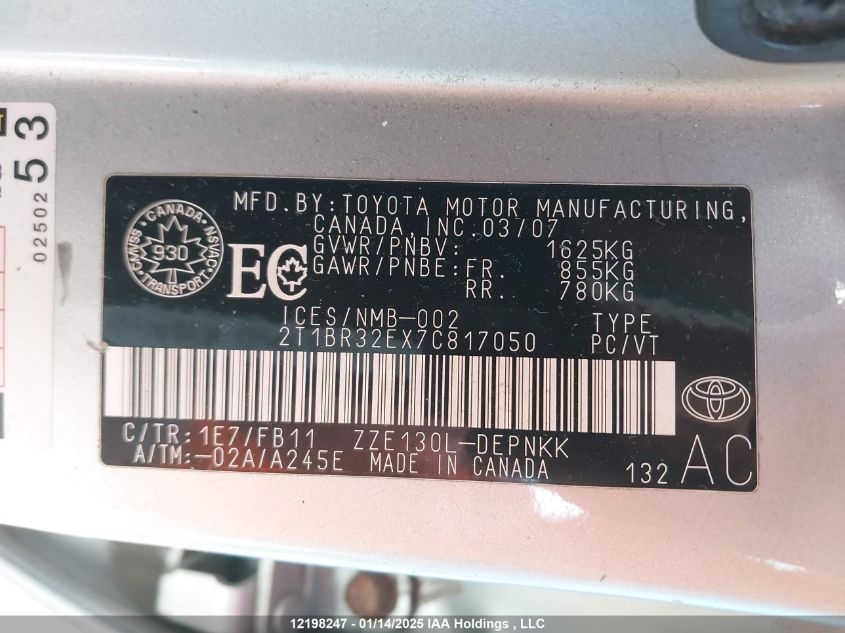 53
02502
MFD.BY:TOYOTA MOTOR MANUFACTURING,
CANADA, INC.03/07
GVWR/PNBV: 1625KG
GAWR/PNBE:FR. 855KG
RR. 780KG
CANADA
CMVSS 930 NSVAC
TRANSPORT
EC
ICES/NMB-002 TYPE
2T1BR32EX7C817050 PC/VT
C/TR:1E7/FB11 ZZE130L-DEPNKK
A/TM:-02A/A245E MADE IN CANADA
132 AC
12198247 - 01/14/2025 IAA Holdings , LLC